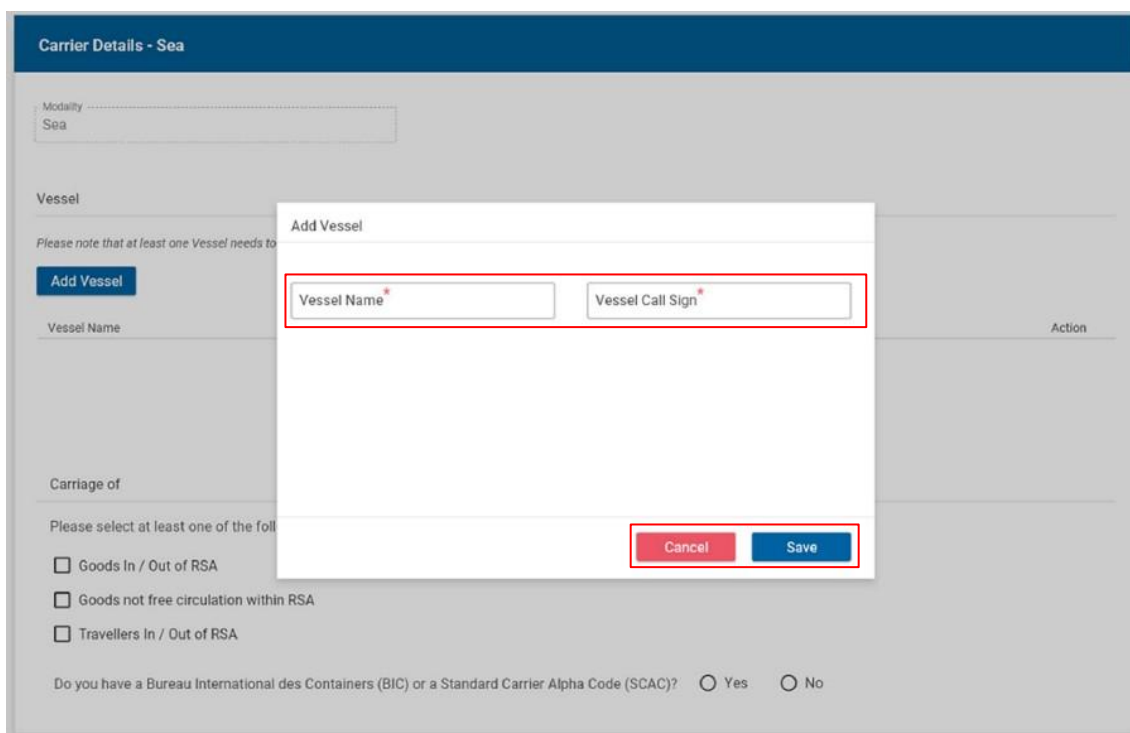 Carrier Details - Sea
Modality
Sea
Vessel
Please note that at least one Vessel needs to
Add Vessel
Vessel Name
Action
Add Vessel
Vessel Name*
Vessel Call Sign*
Cancel
Save
Carriage of
Please select at least one of the foll
Goods In / Out of RSA
Goods not free circulation within RSA
Travellers In / Out of RSA
Do you have a Bureau International des Containers (BIC) or a Standard Carrier Alpha Code (SCAC)? Yes No